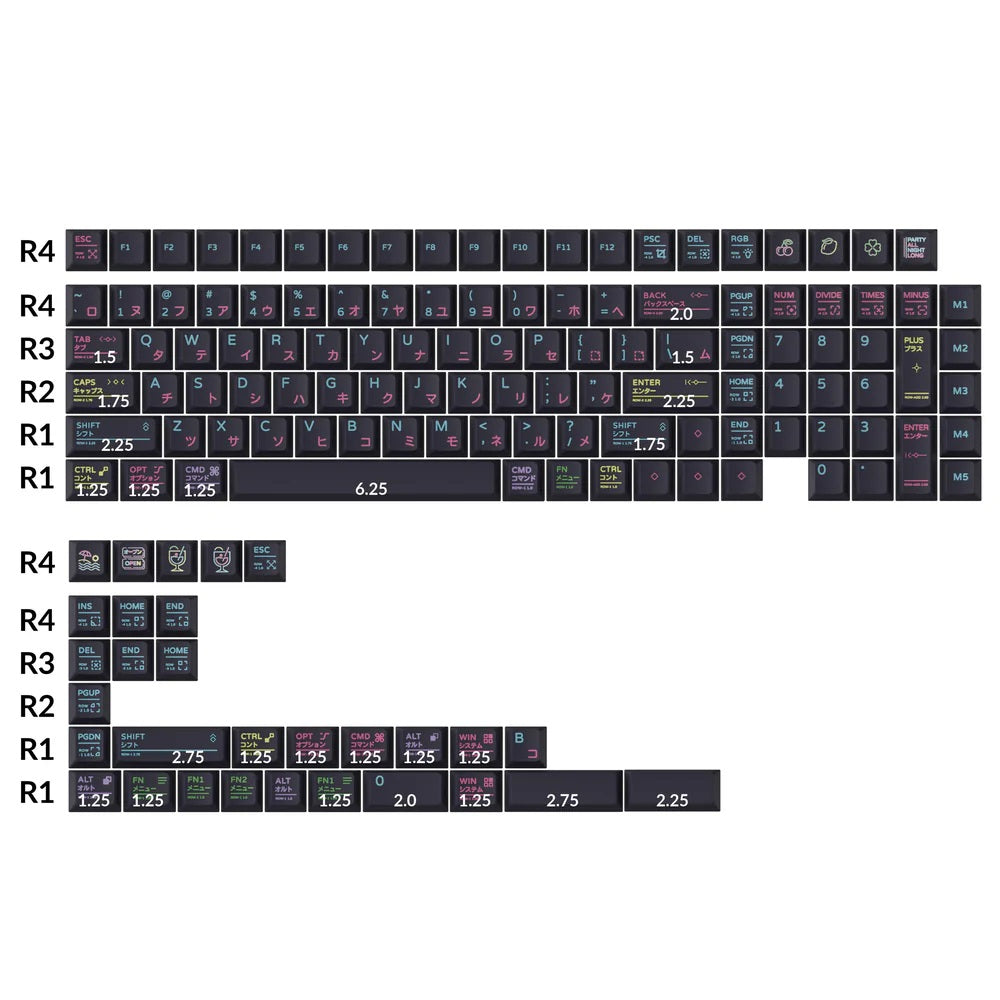 R4 ESC F1 F2 F3 F4 F5 F6 F7 F8 F9 F10 F11 F12 PSC DEL RGB PARTY ALL NIGHT LONG
R4 ~ ` ロ ! 1 ヌ @ 2 フ # 3 ア $ 4 ウ % 5 エ ^ 6 オ & 7 ヤ * 8 ユ ( 9 ヨ ) 0 ワ - ホ + = ヘ BACK バックスペース 2.0 PGUP NUM DIVIDE TIMES MINUS M1
R3 TAB タブ 1.5 Q タ W テ E イ R ス T カ Y ン U ナ I ニ O ラ P セ { [ } ] \ 1.5 ム PGDN 7 8 9 PLUS プラス M2
R2 CAPS キャップス 1.75 A チ S ト D シ F ハ G キ H ク J マ K ノ L リ : ; レ " , ケ ENTER エンター 2.25 HOME 4 5 6 M3
R1 SHIFT シフト 2.25 Z ツ X サ C ソ V ヒ B コ N ミ M モ < , ネ > . ル ? / メ SHIFT シフト 1.75 END 1 2 3 ENTER エンター M4
R1 CTRL コント 1.25 OPT オプション 1.25 CMD コマンド 1.25 6.25 CMD コマンド FN メニュー CTRL コント 0 . M5
R4 オープン OPEN ESC
R4 INS HOME END
R3 DEL END HOME
R2 PGUP
R1 PGDN SHIFT シフト 2.75 CTRL コント 1.25 OPT オプション 1.25 CMD コマンド 1.25 ALT オルト 1.25 WIN システム 1.25 B コ
R1 ALT オルト 1.25 FN メニュー 1.25 FN1 メニュー FN2 メニュー ALT オルト FN1 メニュー 1.25 0 2.0 WIN システム 1.25 2.75 2.25